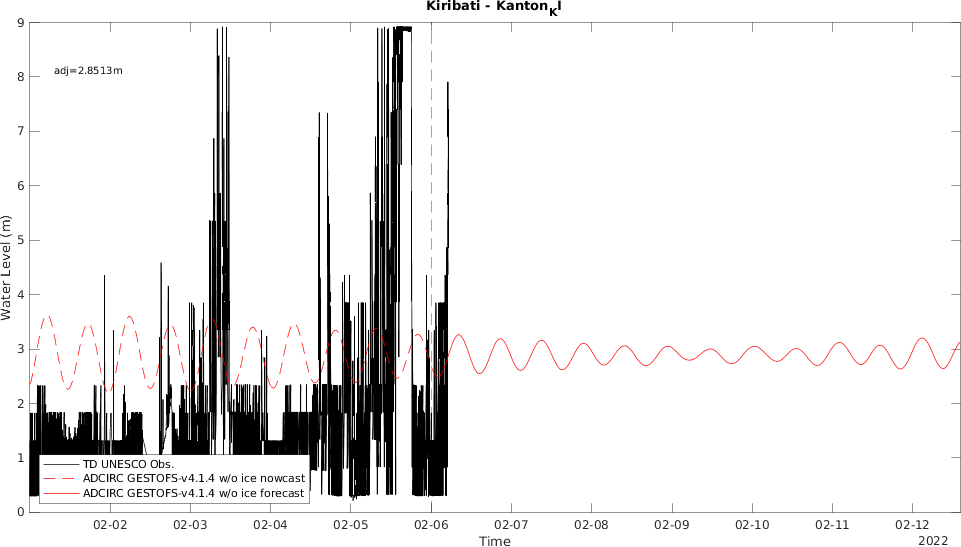 Kiribati - Kanton_KI
adj=2.8513m
Water Level (m)
9
8
7
6
5
4
3
2
1
0
TD UNESCO Obs.
ADCIRC GESTOFS-v4.1.4 w/o ice nowcast
ADCIRC GESTOFS-v4.1.4 w/o ice forecast
02-02 02-03 02-04 02-05 02-06 02-07 02-08 02-09 02-10 02-11 02-12
Time
2022